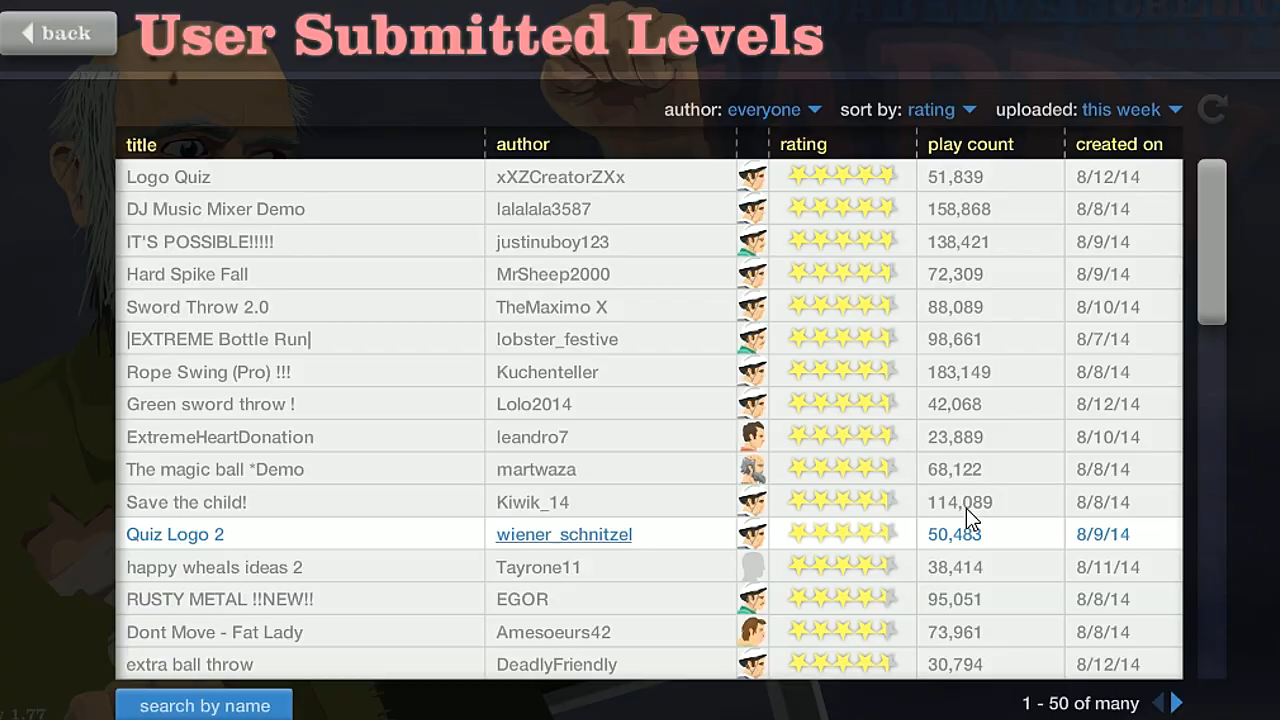 back
User Submitted Levels
author: everyone sort by: rating uploaded: this week
title author rating play count created on
Logo Quiz xXZCreatorZXx 51,839 8/12/14
DJ Music Mixer Demo lalalala3587 158,868 8/8/14
IT'S POSSIBLE!!!!! justinuboy123 138,421 8/9/14
Hard Spike Fall MrSheep2000 72,309 8/9/14
Sword Throw 2.0 TheMaximo X 88,089 8/10/14
|EXTREME Bottle Run| lobster_festive 98,661 8/7/14
Rope Swing (Pro) !!! Kuchenteller 183,149 8/8/14
Green sword throw ! Lolo2014 42,068 8/12/14
ExtremeHeartDonation leandro7 23,889 8/10/14
The magic ball *Demo martwaza 68,122 8/8/14
Save the child! Kiwik_14 114,089 8/8/14
Quiz Logo 2 wiener_schnitzel 50,483 8/9/14
happy wheals ideas 2 Tayrone11 38,414 8/11/14
RUSTY METAL !!NEW!! EGOR 95,051 8/8/14
Dont Move - Fat Lady Amesoeurs42 73,961 8/8/14
extra ball throw DeadlyFriendly 30,794 8/12/14
search by name 1 - 50 of many
1.77